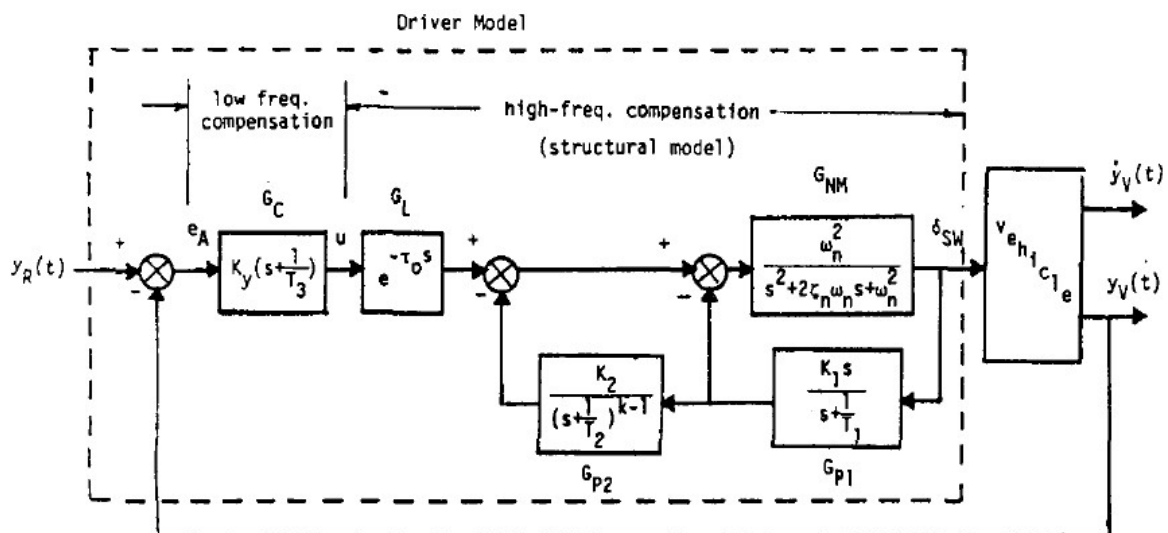 Driver Model
low freq. compensation
high-freq. compensation
(structural model)
G_C
G_L
G_NM
y_R(t)
+
-
e_A
K_y(s+1/T_3)
u
e^{-τ_0 s}
+
-
+
-
ω_n^2 / (s^2+2ζ_nω_ns+ω_n^2)
δ_SW
Vehicle
ẏ_V(t)
y_V(t)
K_2 / (s+1/T_2)^{k-1}
G_P2
K_1 s / (s+1/T_1)
G_P1